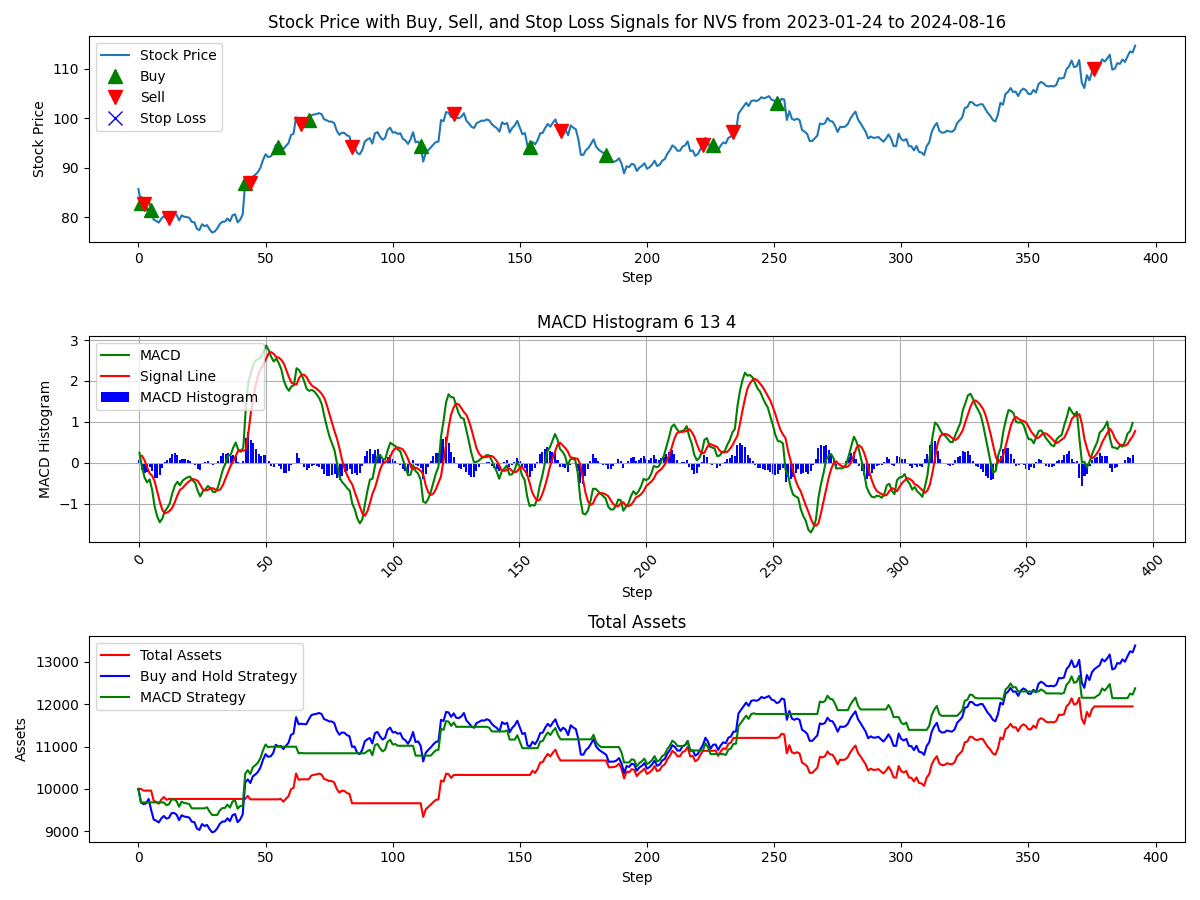 Stock Price with Buy, Sell, and Stop Loss Signals for NVS from 2023-01-24 to 2024-08-16
Stock Price
Buy
Sell
Stop Loss
Stock Price
110
100
90
80
0 50 100 150 200 250 300 350 400
Step
MACD Histogram 6 13 4
MACD
Signal Line
MACD Histogram
MACD Histogram
3
2
1
0
−1
0 50 100 150 200 250 300 350 400
Step
Total Assets
Total Assets
Buy and Hold Strategy
MACD Strategy
Assets
13000
12000
11000
10000
9000
0 50 100 150 200 250 300 350 400
Step